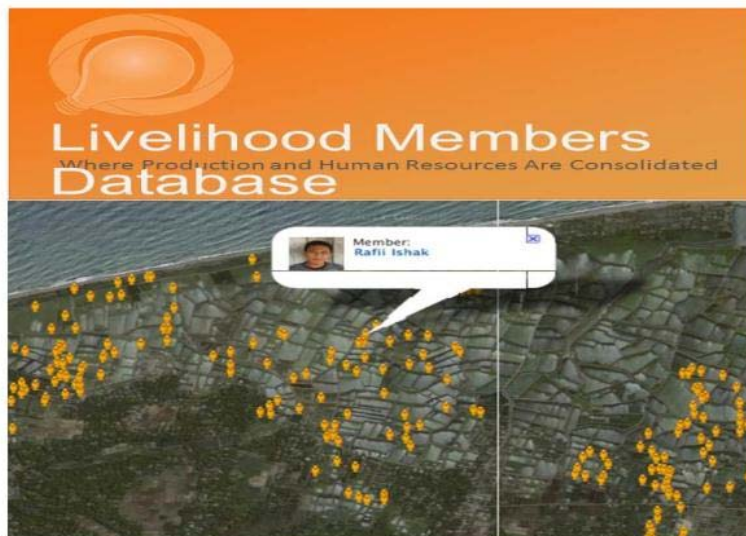 Livelihood Members
Where Production and Human Resources Are Consolidated
Database
Member:
Rafii Ishak